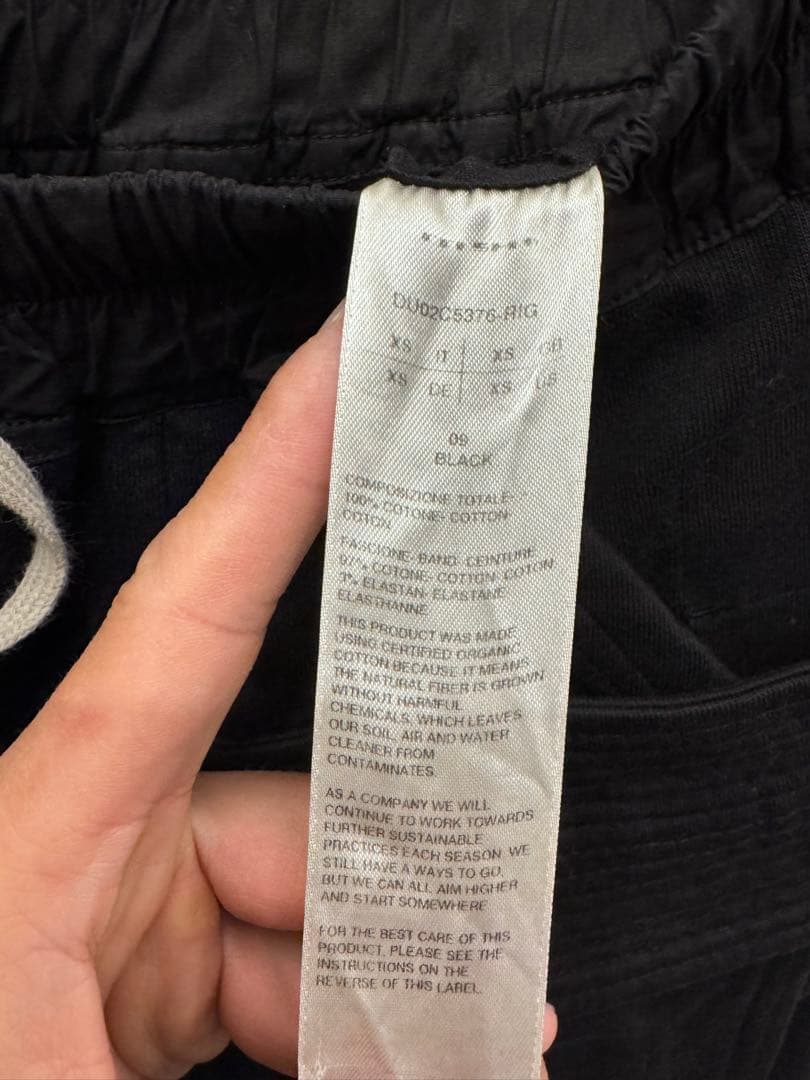 DU02C5376-RIG
XS IT XS GB
XS DE XS US
09
BLACK
COMPOSIZIONE TOTALE-
100% COTONE- COTTON-
COTON
FASCIONE- BAND- CEINTURE
97% COTONE- COTTON- COTON
3% ELASTAN- ELASTANE
ELASTHANNE
THIS PRODUCT WAS MADE
USING CERTIFIED ORGANIC
COTTON BECAUSE IT MEANS
THE NATURAL FIBER IS GROWN
WITHOUT HARMFUL
CHEMICALS, WHICH LEAVES
OUR SOIL, AIR AND WATER
CLEANER FROM
CONTAMINATES.
AS A COMPANY WE WILL
CONTINUE TO WORK TOWARDS
FURTHER SUSTAINABLE
PRACTICES EACH SEASON. WE
STILL HAVE A WAYS TO GO,
BUT WE CAN ALL AIM HIGHER
AND START SOMEWHERE
FOR THE BEST CARE OF THIS
PRODUCT, PLEASE SEE THE
INSTRUCTIONS ON THE
REVERSE OF THIS LABEL.